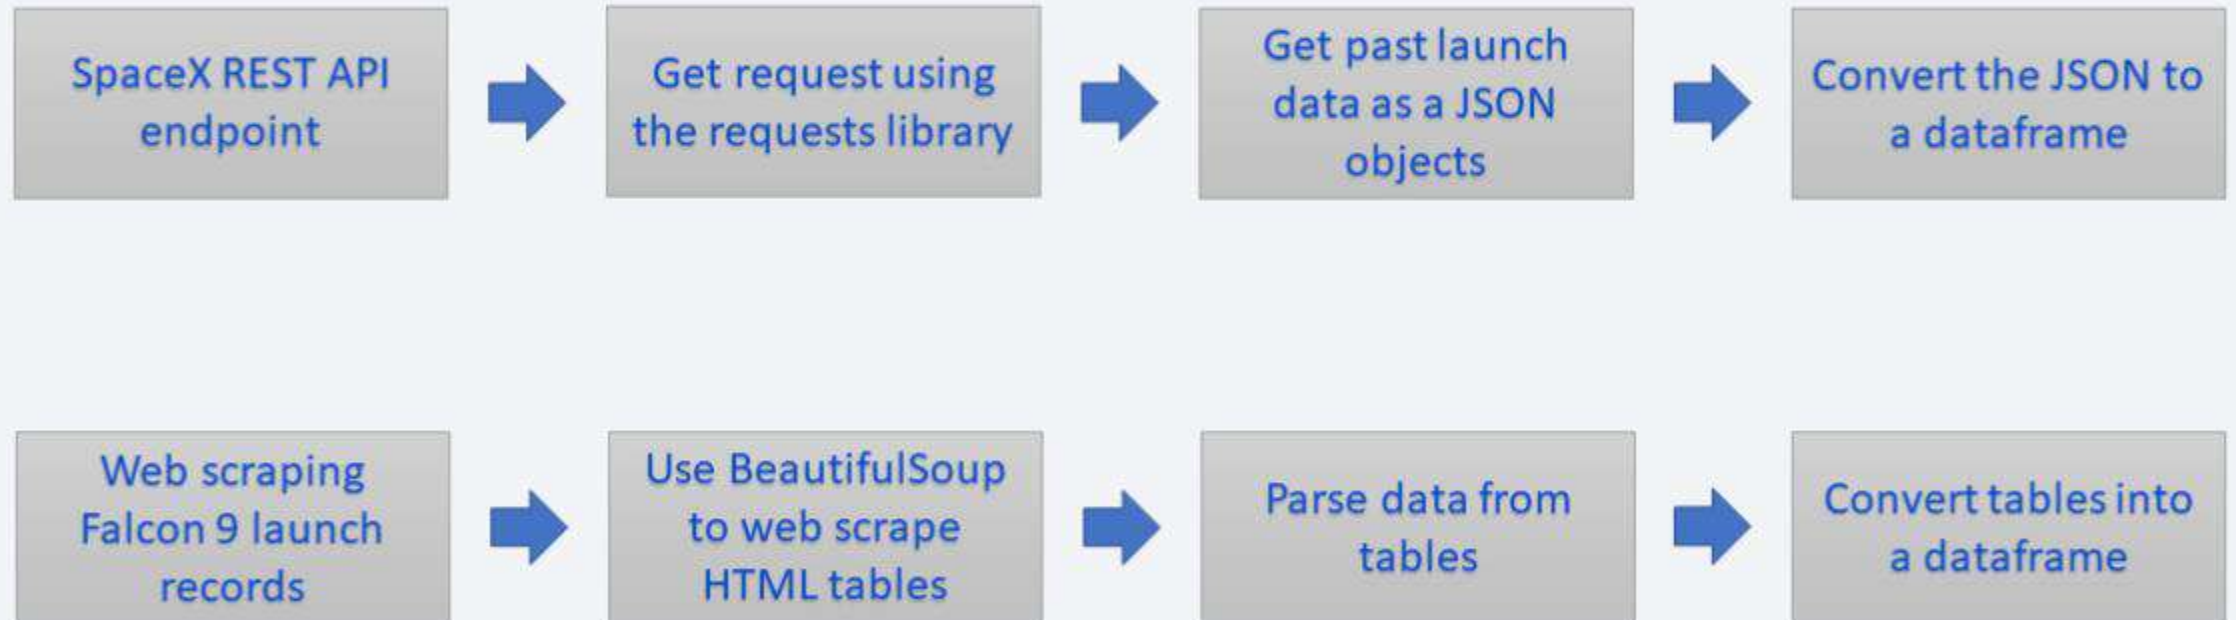 SpaceX REST API
endpoint
Get request using
the requests library
Get past launch
data as a JSON
objects
Convert the JSON to
a dataframe
Web scraping
Falcon 9 launch
records
Use BeautifulSoup
to web scrape
HTML tables
Parse data from
tables
Convert tables into
a dataframe